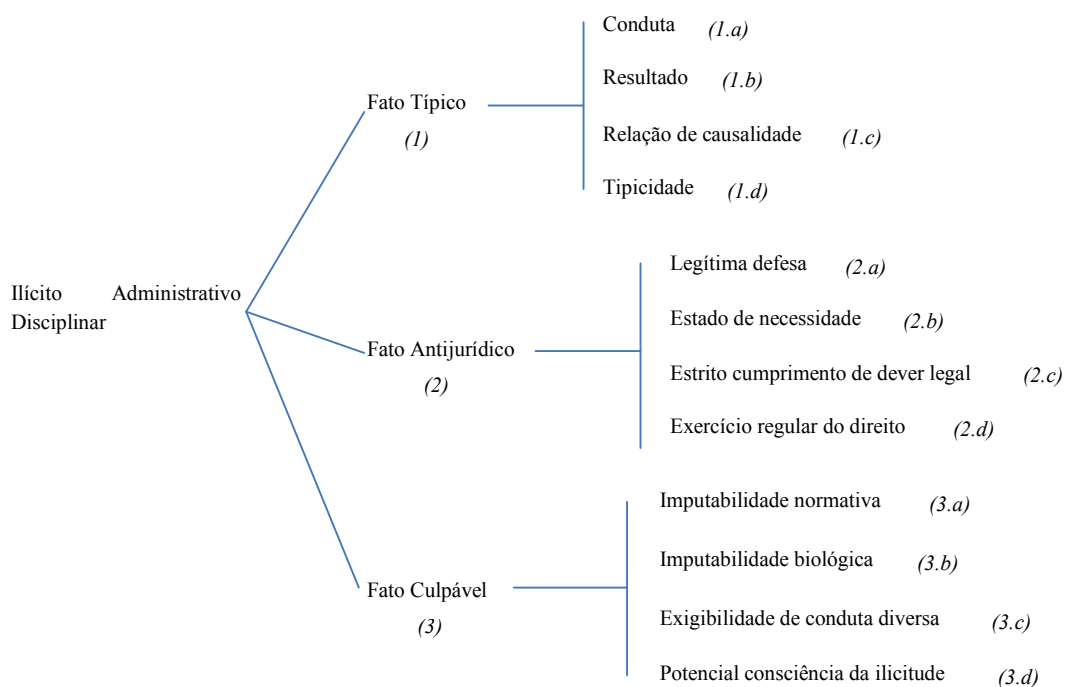 Conduta (1.a)
Resultado (1.b)
Fato Típico
(1)
Relação de causalidade (1.c)
Tipicidade (1.d)
Ilícito Administrativo
Disciplinar
Legítima defesa (2.a)
Estado de necessidade (2.b)
Fato Antijurídico
(2)
Estrito cumprimento de dever legal (2.c)
Exercício regular do direito (2.d)
Imputabilidade normativa (3.a)
Imputabilidade biológica (3.b)
Fato Culpável
(3)
Exigibilidade de conduta diversa (3.c)
Potencial consciência da ilicitude (3.d)